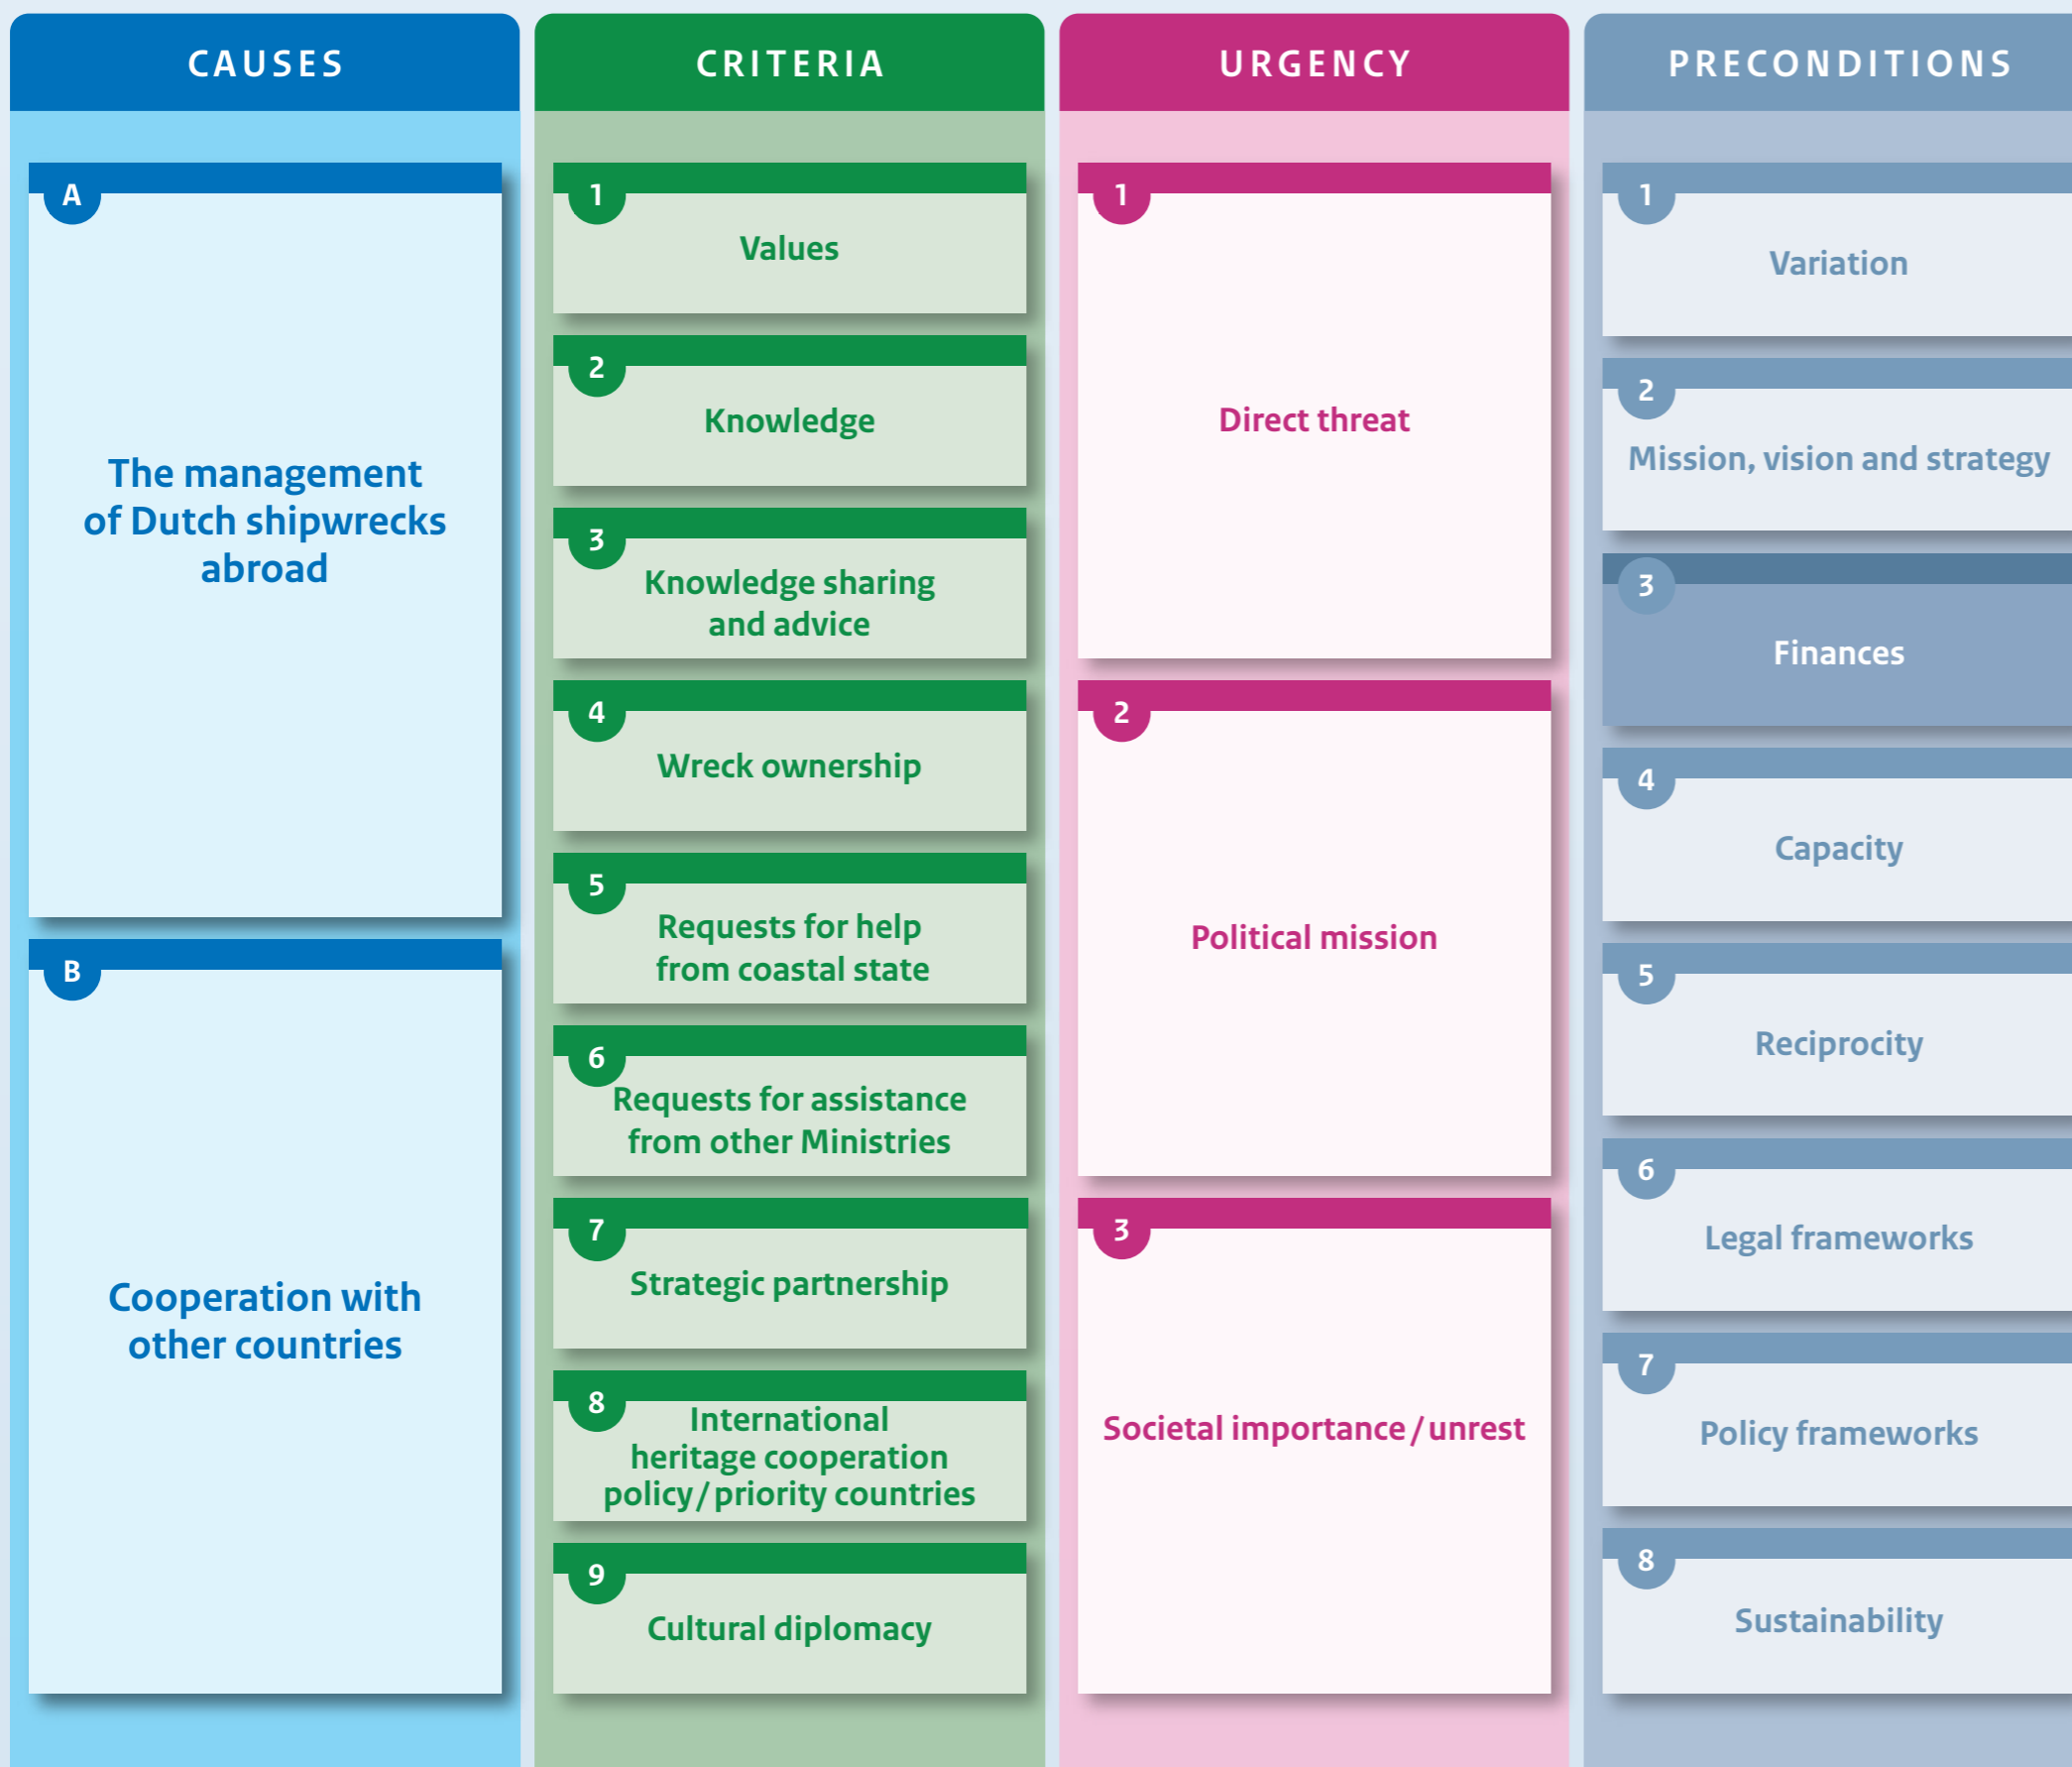 CAUSES
A
The management
of Dutch shipwrecks
abroad
B
Cooperation with
other countries
CRITERIA
1
Values
2
Knowledge
3
Knowledge sharing
and advice
4
Wreck ownership
5
Requests for help
from coastal state
6
Requests for assistance
from other Ministries
7
Strategic partnership
8
International
heritage cooperation
policy/priority countries
9
Cultural diplomacy
URGENCY
1
Direct threat
2
Political mission
3
Societal importance/unrest
PRECONDITIONS
1
Variation
2
Mission, vision and strategy
3
Finances
4
Capacity
5
Reciprocity
6
Legal frameworks
7
Policy frameworks
8
Sustainability